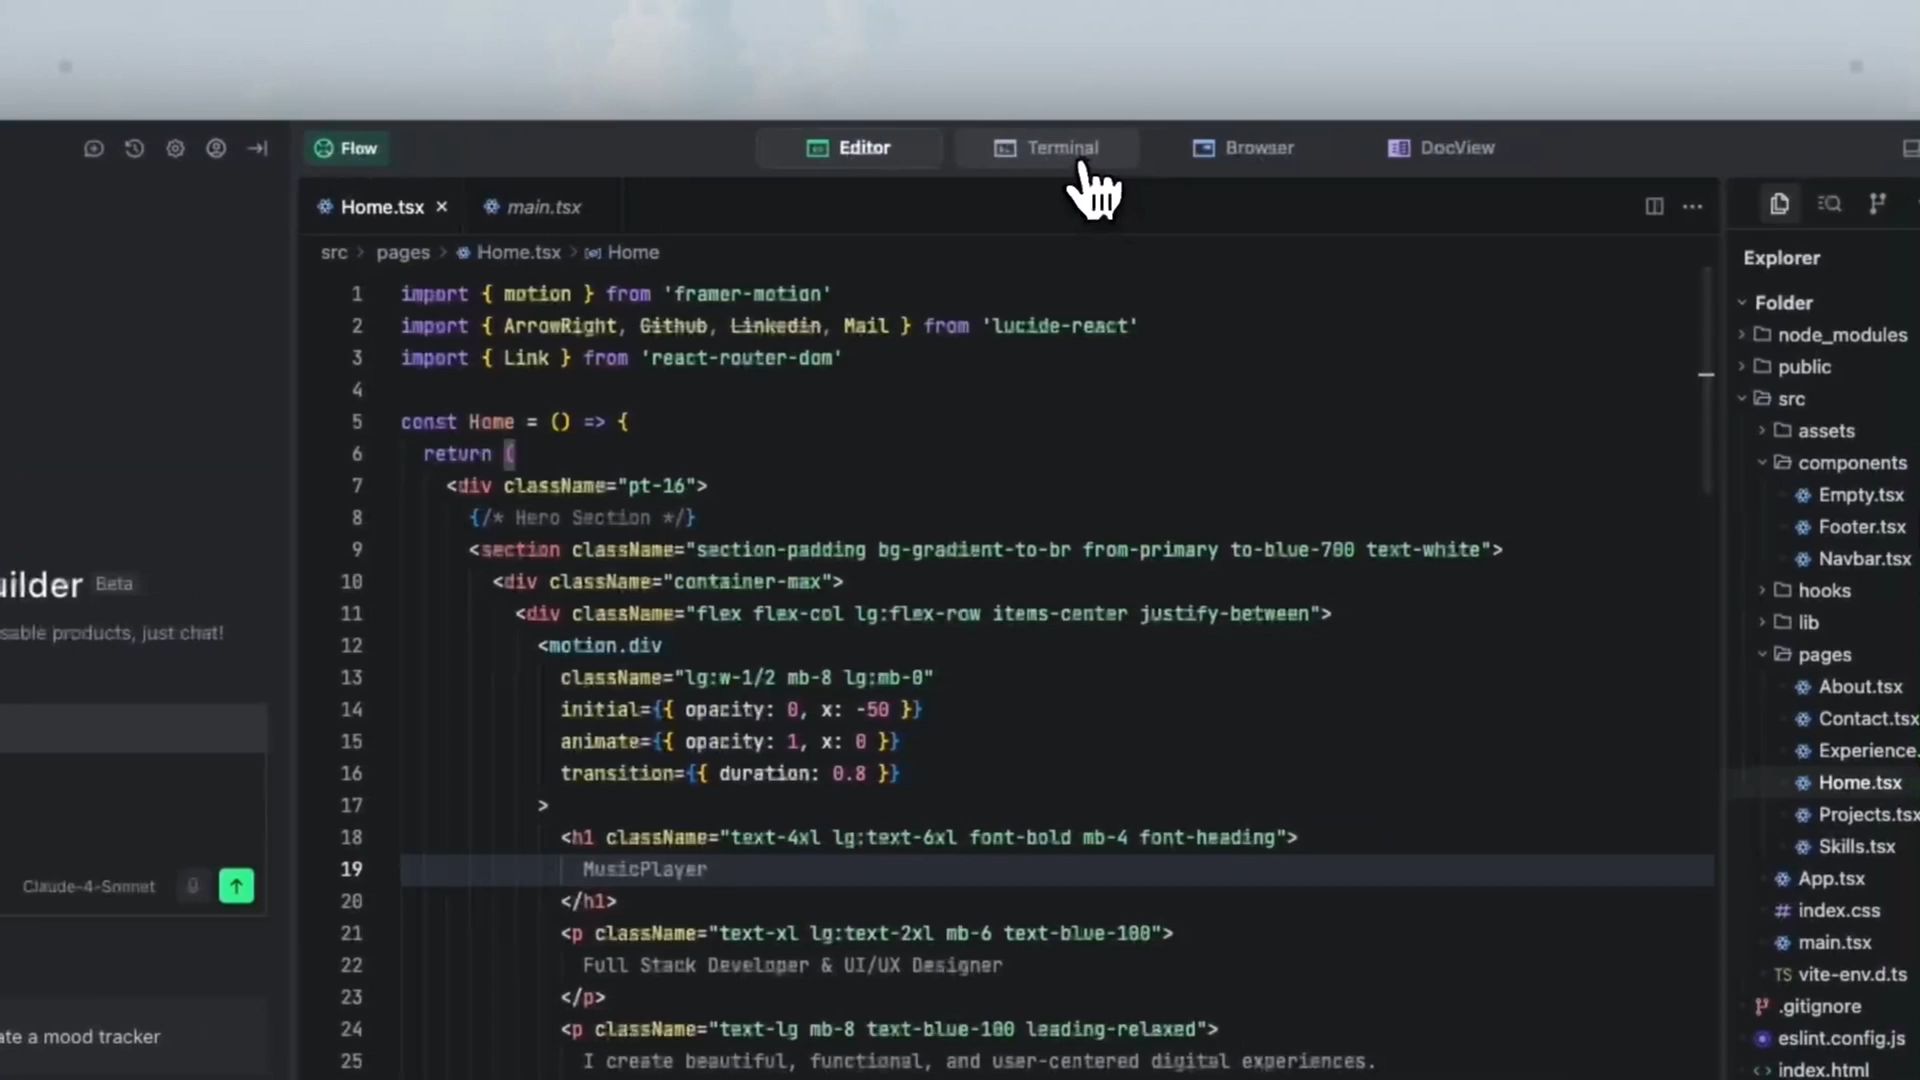 Flow
Editor
Terminal
Browser
DocView
Home.tsx
main.tsx
src > pages > Home.tsx > Home
1 import { motion } from 'framer-motion'
2 import { ArrowRight, Github, Linkedin, Mail } from 'lucide-react'
3 import { Link } from 'react-router-dom'
4
5 const Home = () => {
6 return (
7 <div className="pt-16">
8 {/* Hero Section */}
9 <section className="section-padding bg-gradient-to-br from-primary to-blue-700 text-white">
10 <div className="container-max">
11 <div className="flex flex-col lg:flex-row items-center justify-between">
12 <motion.div
13 className="lg:w-1/2 mb-8 lg:mb-0"
14 initial={{ opacity: 0, x: -50 }}
15 animate={{ opacity: 1, x: 0 }}
16 transition={{ duration: 0.8 }}
17 >
18 <h1 className="text-4xl lg:text-6xl font-bold mb-4 font-heading">
19 MusicPlayer
20 </h1>
21 <p className="text-xl lg:text-2xl mb-6 text-blue-100">
22 Full Stack Developer & UI/UX Designer
23 </p>
24 <p className="text-lg mb-8 text-blue-100 leading-relaxed">
25 I create beautiful, functional, and user-centered digital experiences.
uilder Beta
sable products, just chat!
Claude-4-Sonnet
ate a mood tracker
Explorer
Folder
node_modules
public
src
assets
components
Empty.tsx
Footer.tsx
Navbar.tsx
hooks
lib
pages
About.tsx
Contact.tsx
Experience.
Home.tsx
Projects.tsx
Skills.tsx
App.tsx
# index.css
main.tsx
TS vite-env.d.ts
.gitignore
eslint.config.js
<> index.html